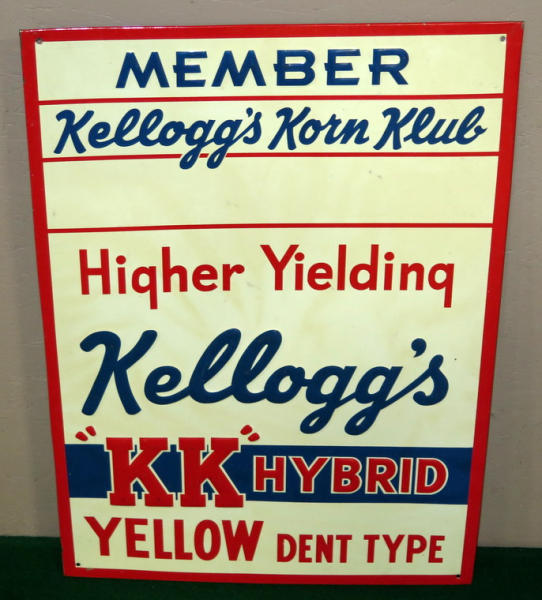 MEMBER
Kellogg's Korn Klub
Higher Yielding
Kellogg's
"KK" HYBRID
YELLOW DENT TYPE